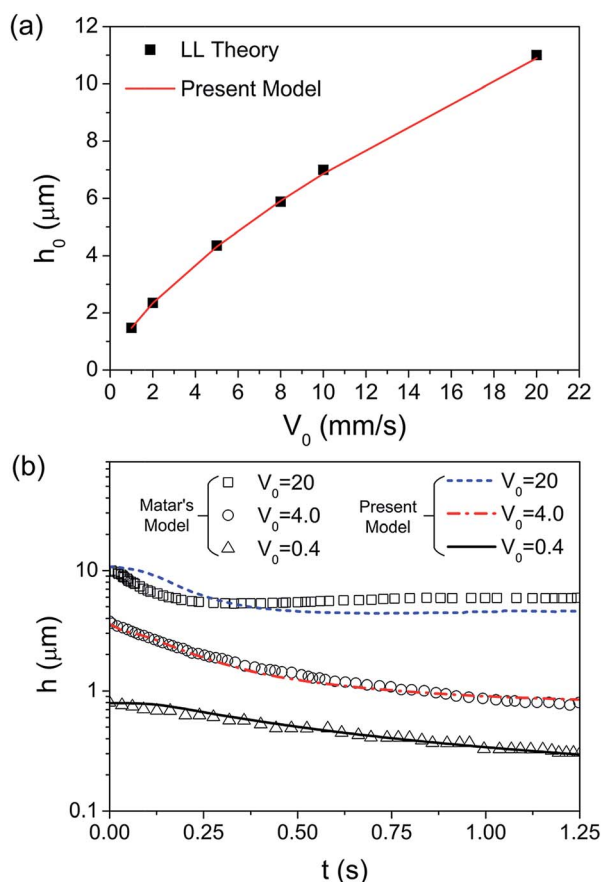 (a)
12
10
8
6
4
2
0
h₀ (μm)
LL Theory
Present Model
0 2 4 6 8 10 12 14 16 18 20 22
V₀ (mm/s)
(b)
10
1
0.1
h (μm)
Matar's
Model
V₀=20
V₀=4.0
V₀=0.4
Present
Model
V₀=20
V₀=4.0
V₀=0.4
0.00 0.25 0.50 0.75 1.00 1.25
t (s)